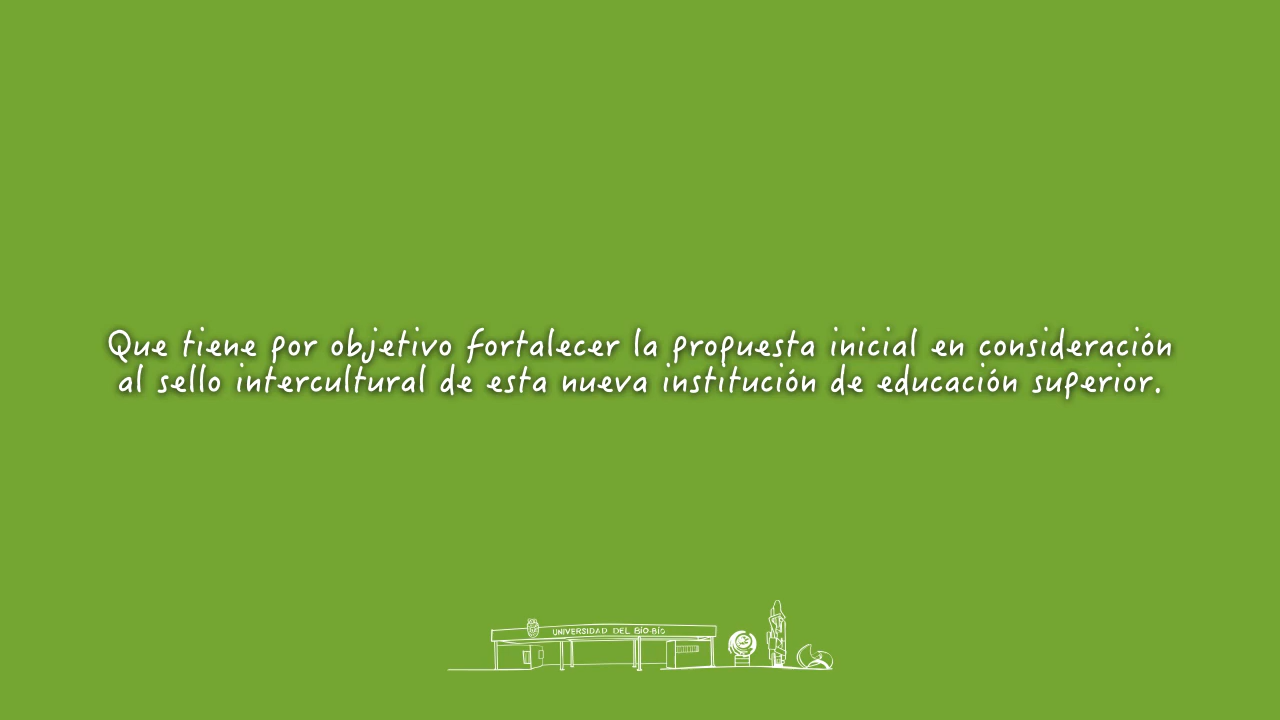 Que tiene por objetivo fortalecer la propuesta inicial en consideración
al sello intercultural de esta nueva institución de educación superior.
UNIVERSIDAD DEL BÍO-BÍO